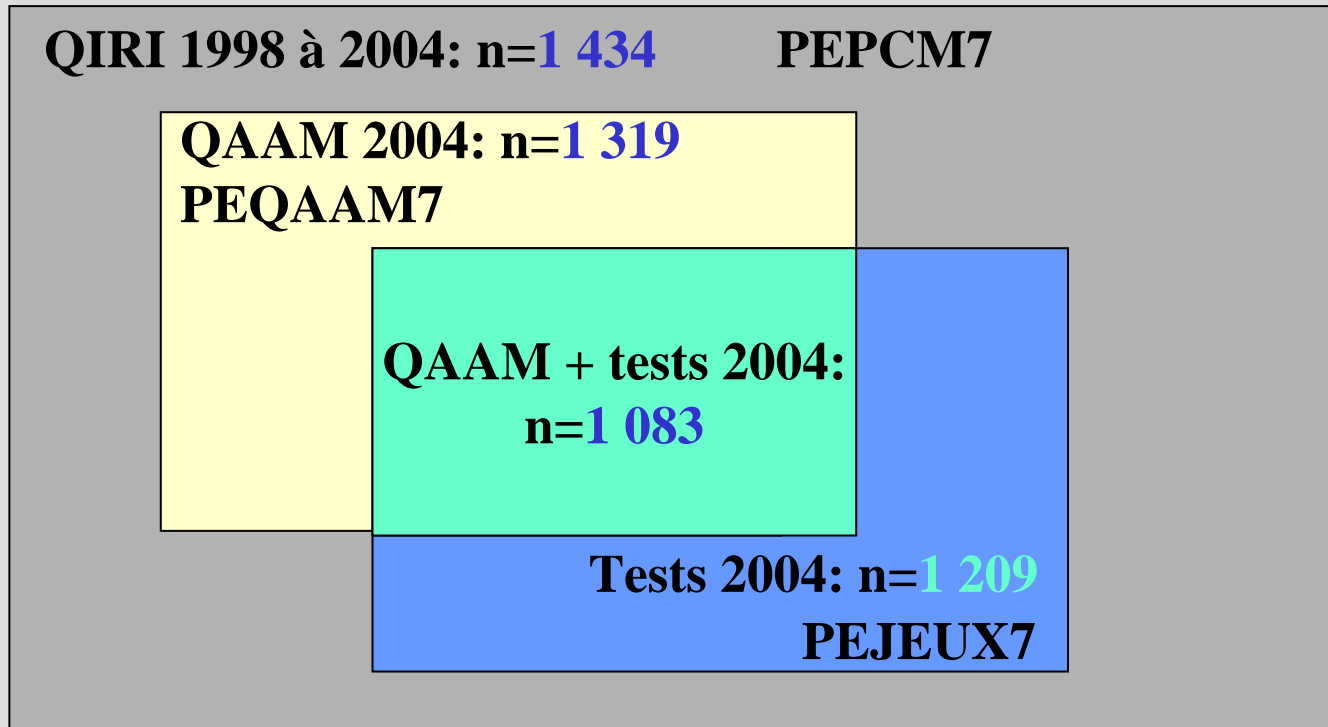 QIRI 1998 à 2004: n=1 434 PEPCM7
QAAM 2004: n=1 319
PEQAAM7
QAAM + tests 2004:
n=1 083
Tests 2004: n=1 209
PEJEUX7